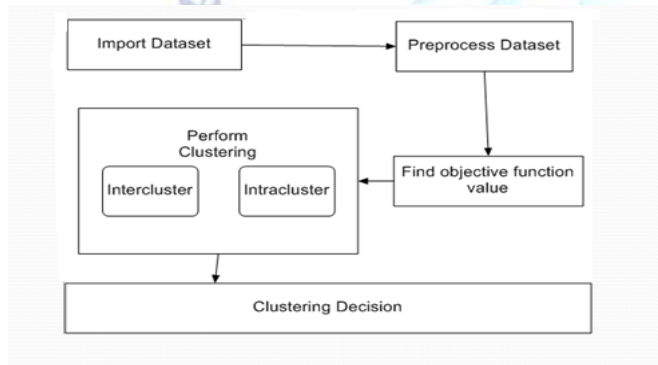 Import Dataset
Preprocess Dataset
Perform
Clustering
Intercluster
Intracluster
Find objective function
value
Clustering Decision